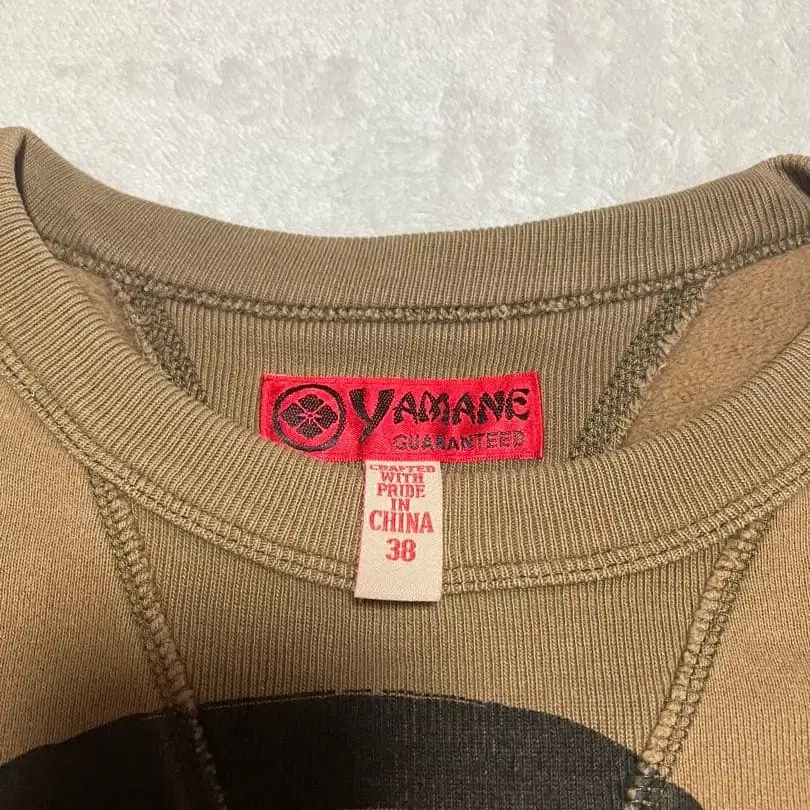 YAMANE
GUARANTEED
CRAFTED
WITH
PRIDE
IN
CHINA
38